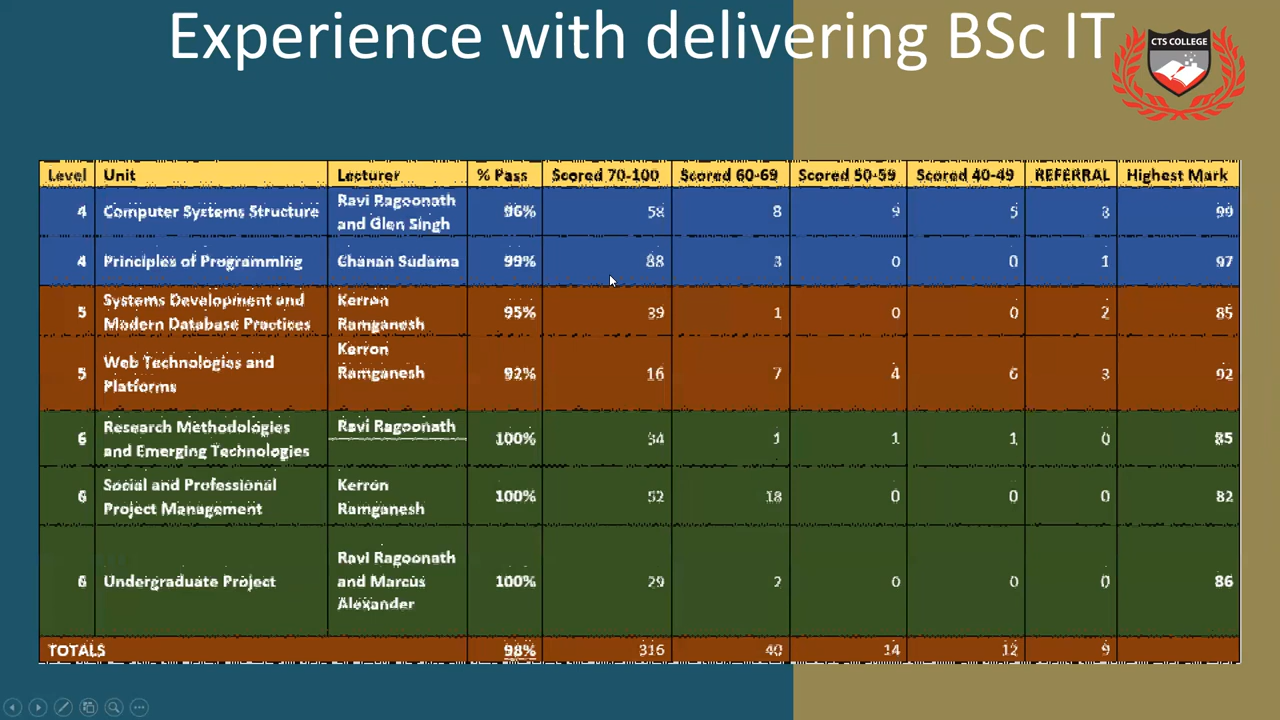 Experience with delivering BSc IT
CTS COLLEGE
Level Unit Lecturer % Pass Scored 70-100 Scored 60-69 Scored 50-59 Scored 40-49 REFERRAL Highest Mark
4 Computer Systems Structure Ravi Ragoonath and Glen Singh 96% 58 8 9 5 3 99
4 Principles of Programming Chanan Sudama 99% 88 3 0 0 1 97
5 Systems Development and Modern Database Practices Kerron Ramganesh 95% 39 1 0 0 2 85
5 Web Technologies and Platforms Kerron Ramganesh 92% 16 7 4 6 3 92
6 Research Methodologies and Emerging Technologies Ravi Ragoonath 100% 34 1 1 1 0 85
6 Social and Professional Project Management Kerron Ramganesh 100% 52 18 0 0 0 82
6 Undergraduate Project Ravi Ragoonath and Marcus Alexander 100% 29 2 0 0 0 86
TOTALS 98% 316 40 14 12 9